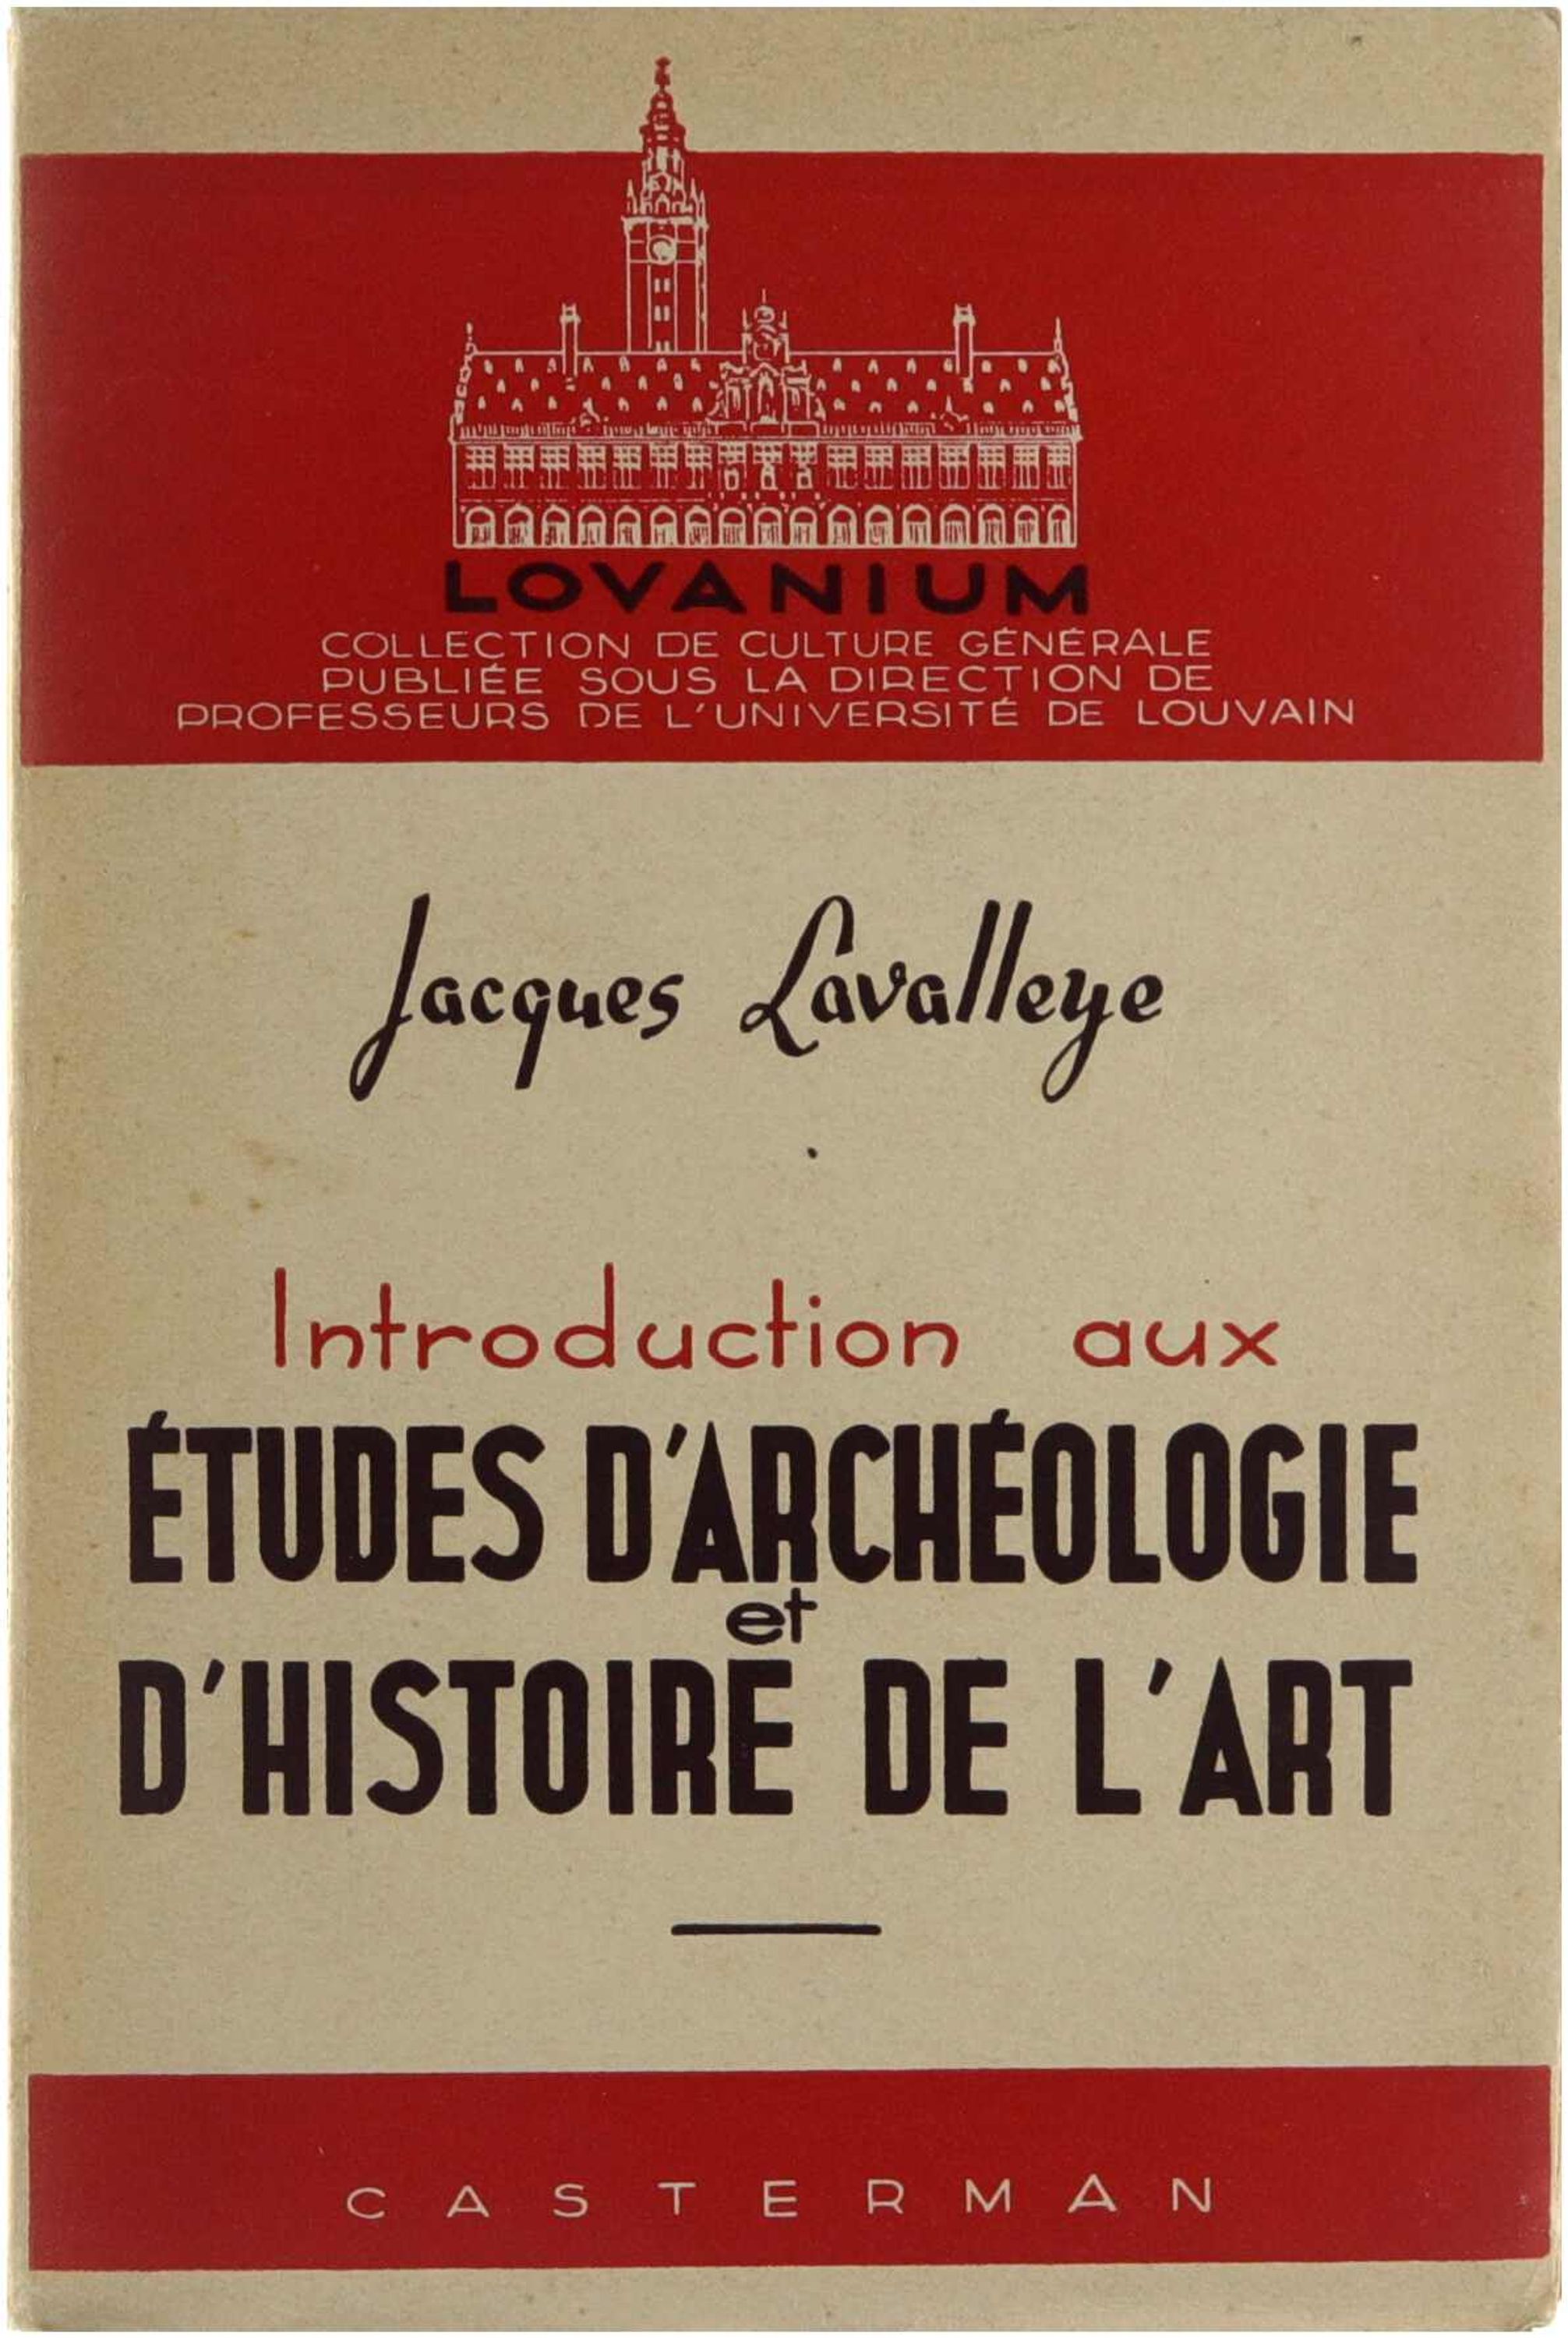 LOVANIUM
COLLECTION DE CULTURE GÉNÉRALE
PUBLIÉE SOUS LA DIRECTION DE
PROFESSEURS DE L'UNIVERSITÉ DE LOUVAIN
Jacques Lavalleye
Introduction aux
ÉTUDES D'ARCHÉOLOGIE
et
D'HISTOIRE DE L'ART
CASTERMAN